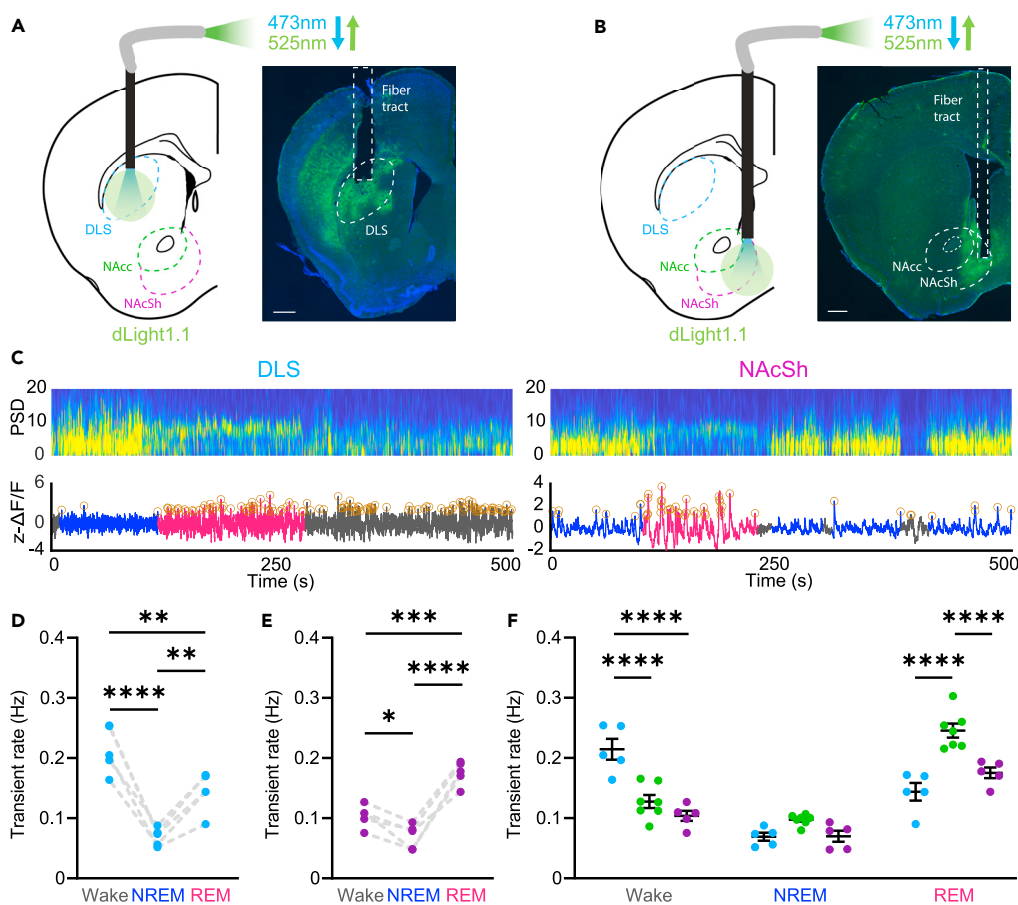 A
473nm
525nm
Fiber
tract
DLS
DLS
NAcc
NAcSh
dLight1.1
B
473nm
525nm
Fiber
tract
DLS
NAcc
NAcSh
NAcc
NAcSh
dLight1.1
C
DLS
NAcSh
PSD
20
10
0
20
10
0
z-ΔF/F
6
0
-4
4
2
0
-2
0 250 500
Time (s)
0 250 500
Time (s)
D
** 
**
****
Transient rate (Hz)
0.4
0.3
0.2
0.1
0
Wake NREM REM
E
***
****
*
Transient rate (Hz)
0.4
0.3
0.2
0.1
0
Wake NREM REM
F
****
****
****
****
Transient rate (Hz)
0.4
0.3
0.2
0.1
0
Wake NREM REM